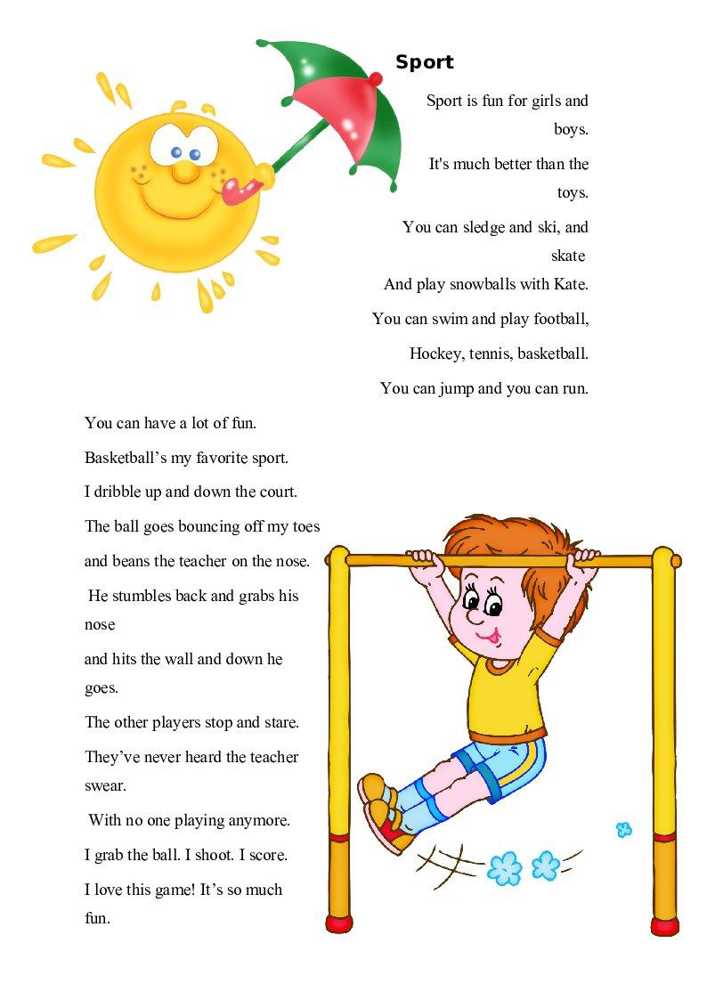 Sport
Sport is fun for girls and
boys.
It's much better than the
toys.
You can sledge and ski, and
skate
And play snowballs with Kate.
You can swim and play football,
Hockey, tennis, basketball.
You can jump and you can run.
You can have a lot of fun.
Basketball’s my favorite sport.
I dribble up and down the court.
The ball goes bouncing off my toes
and beans the teacher on the nose.
He stumbles back and grabs his
nose
and hits the wall and down he
goes.
The other players stop and stare.
They’ve never heard the teacher
swear.
With no one playing anymore.
I grab the ball. I shoot. I score.
I love this game! It’s so much
fun.